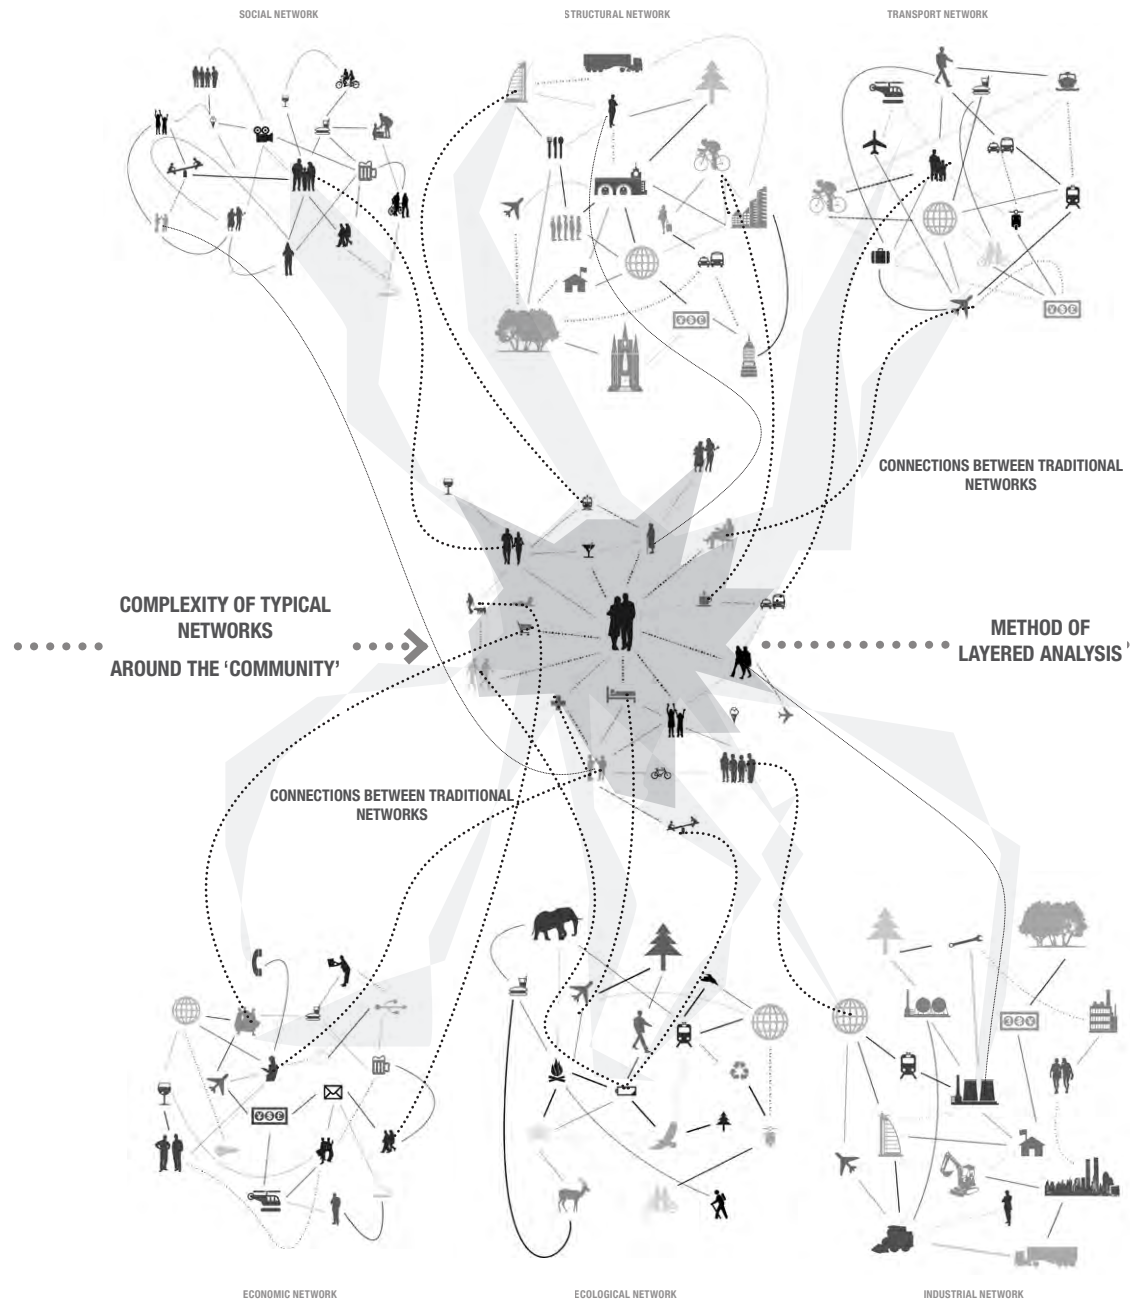 SOCIAL NETWORK
STRUCTURAL NETWORK
TRANSPORT NETWORK
CONNECTIONS BETWEEN TRADITIONAL
NETWORKS
COMPLEXITY OF TYPICAL
NETWORKS
AROUND THE ‘COMMUNITY’
METHOD OF
LAYERED ANALYSIS
CONNECTIONS BETWEEN TRADITIONAL
NETWORKS
ECONOMIC NETWORK
ECOLOGICAL NETWORK
INDUSTRIAL NETWORK